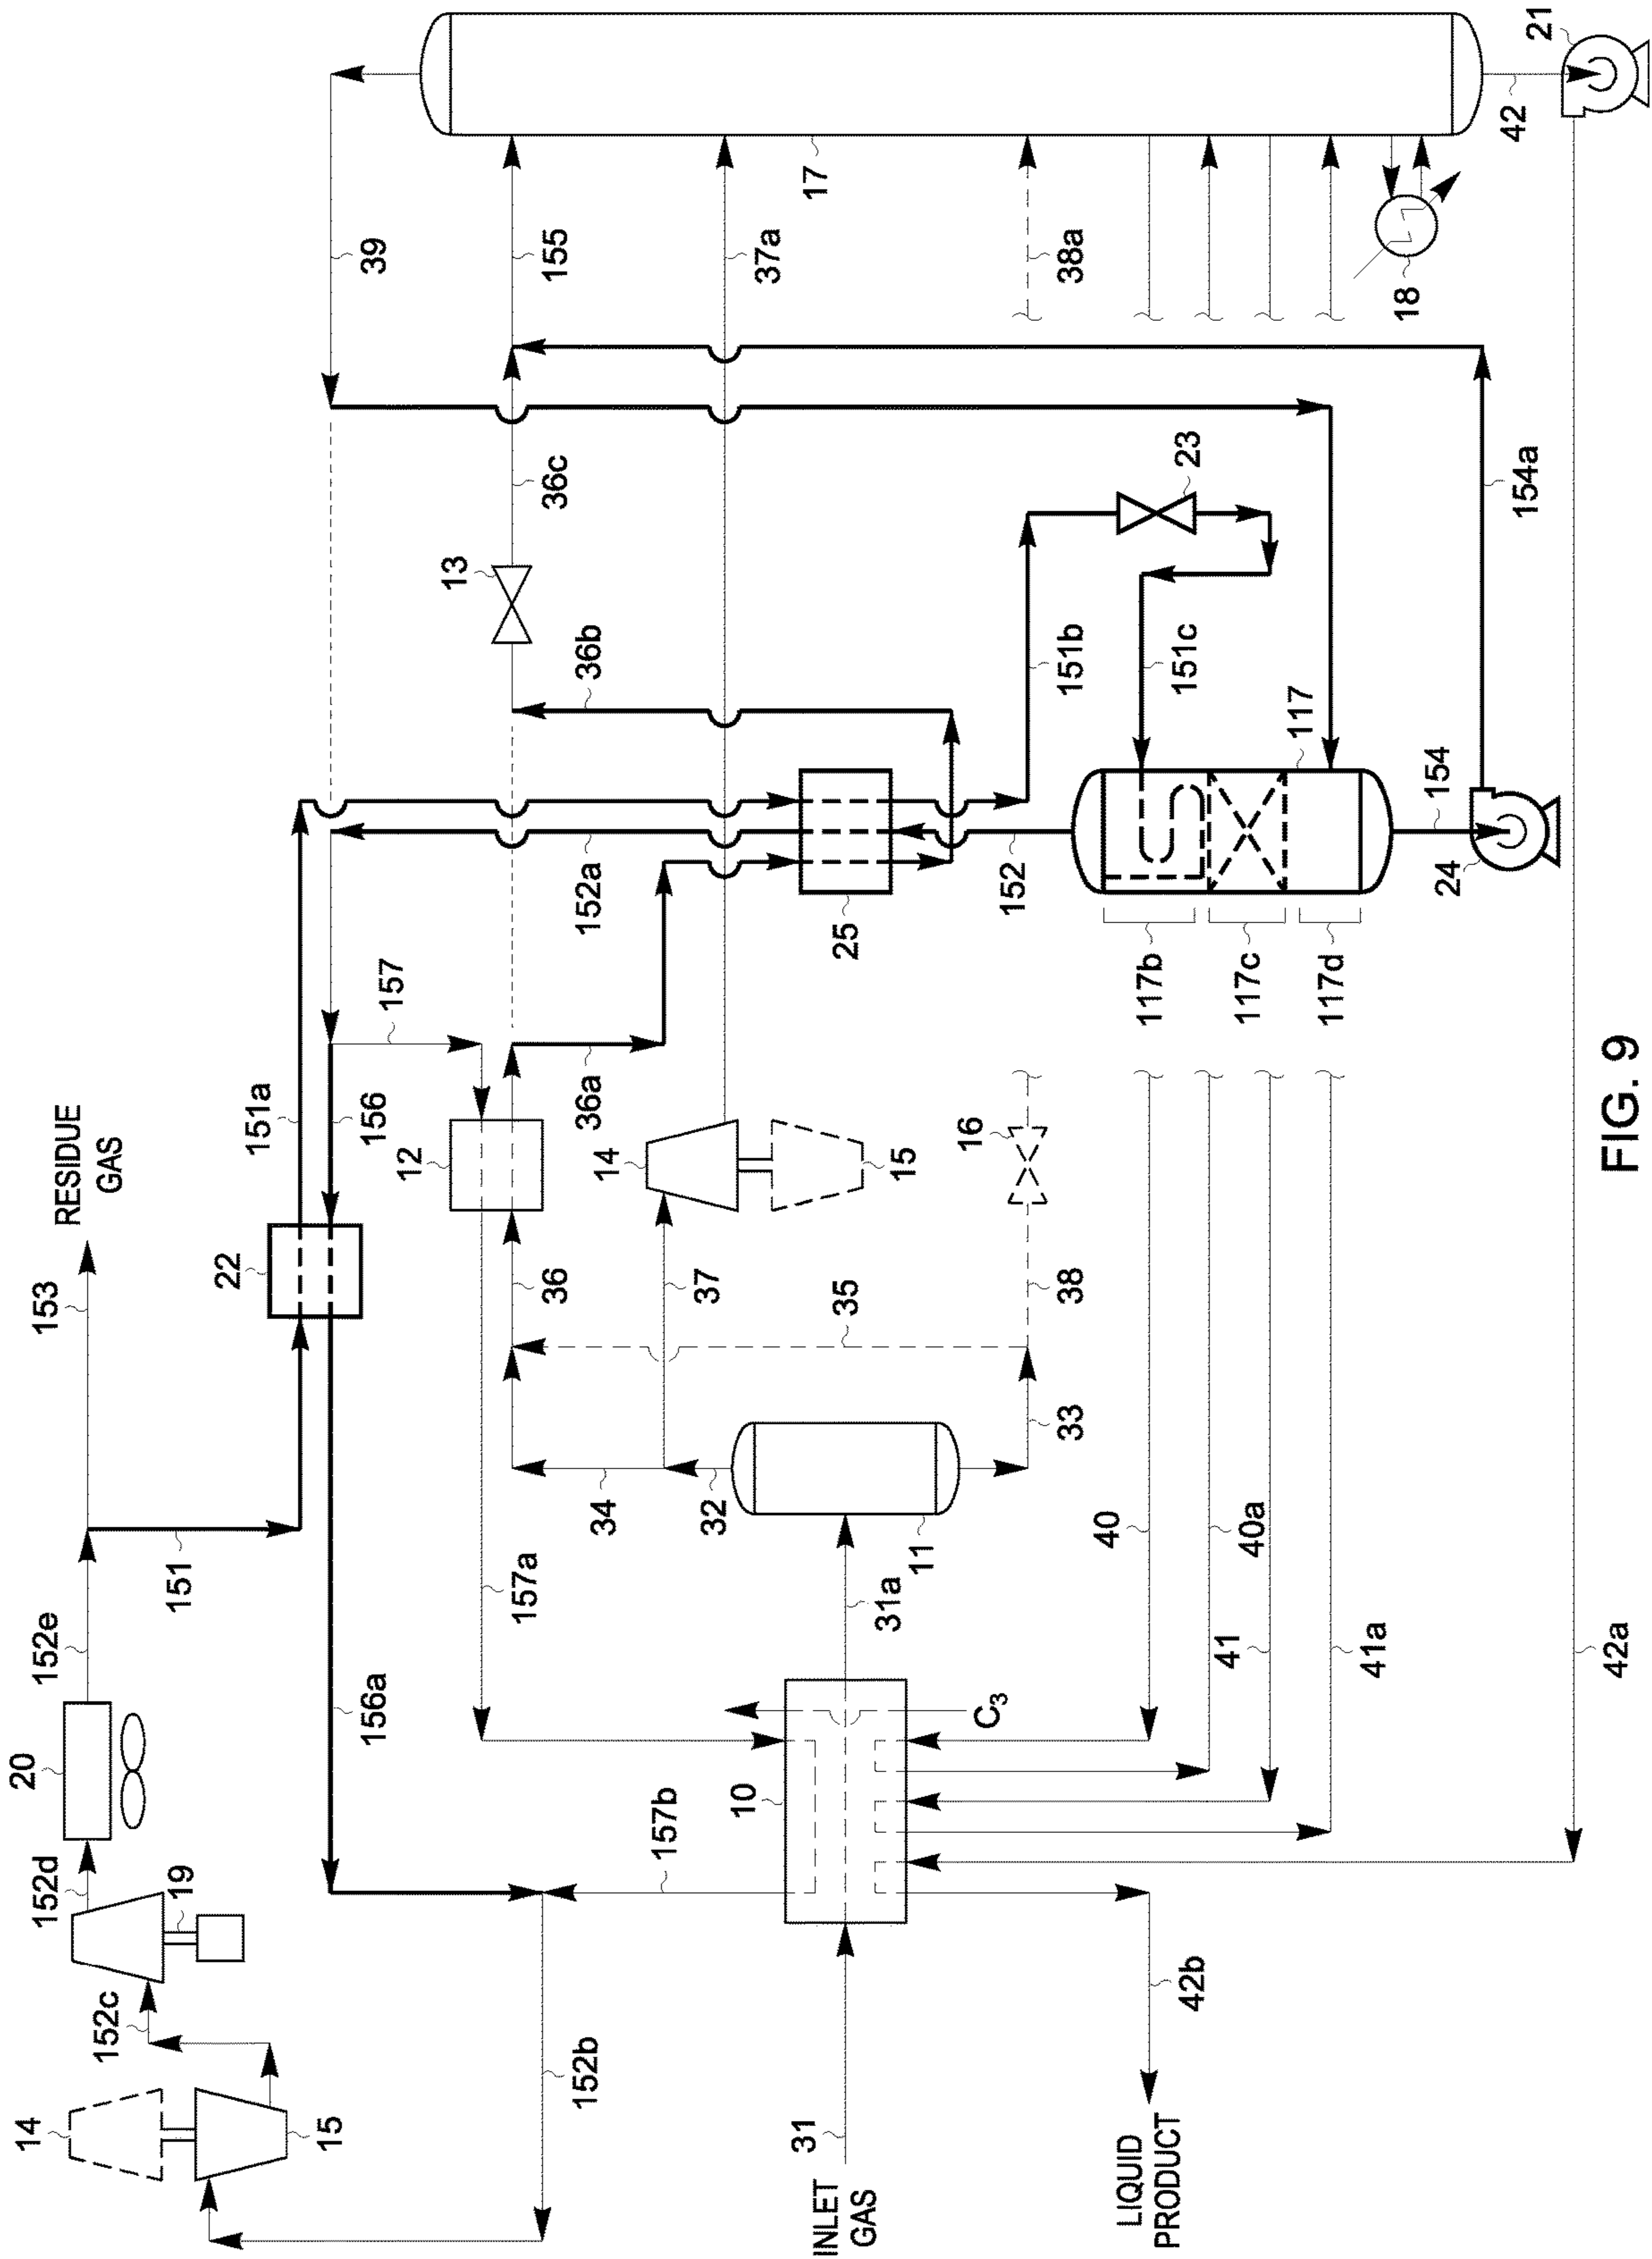 14
20
152d
152e
153
RESIDUE
GAS
152c
19
151
22
151a
15
156a
156
157
39
12
13
157a
36
36c
155
152b
36a
152a
36b
34
14
157b
32
37
10
37a
31
17
INLET
GAS
35
25
31a
15
11
16
C3
152
33
38
151b
38a
40
LIQUID
PRODUCT
117b
42b
151c
23
41
40a
117c
117
117d
41a
18
154
24
42
154a
21
42a
FIG. 9